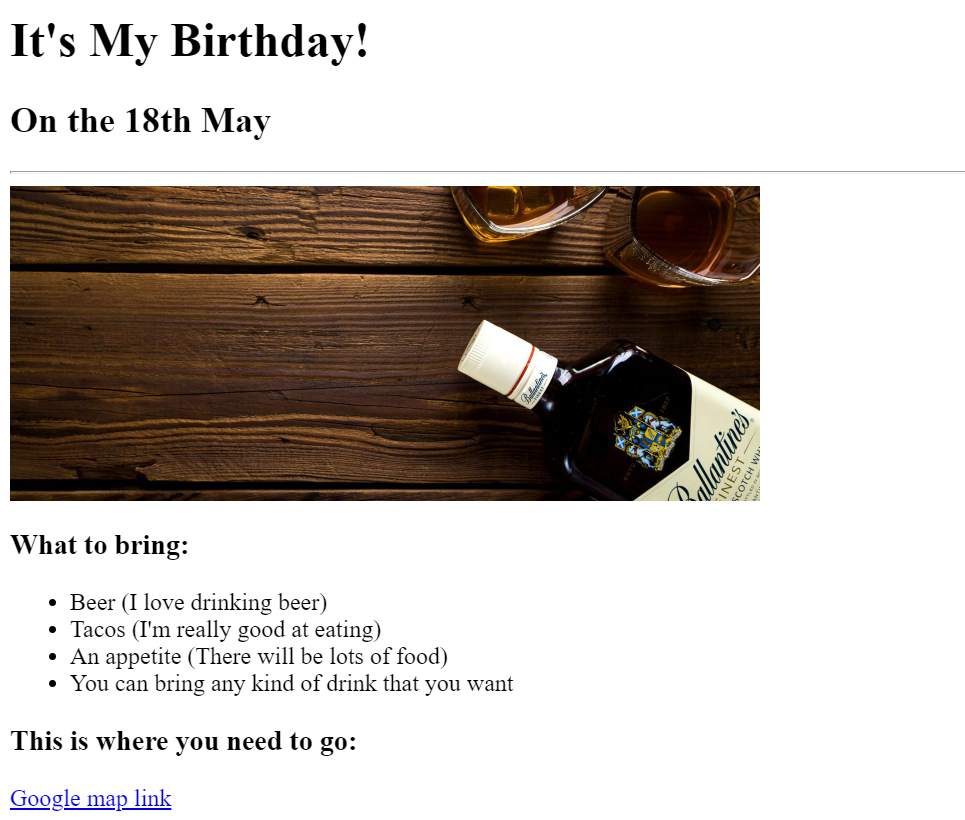 It's My Birthday!
On the 18th May
Ballantine's
Ballantine's
FINEST
SCOTCH WH
What to bring:
Beer (I love drinking beer)
Tacos (I'm really good at eating)
An appetite (There will be lots of food)
You can bring any kind of drink that you want
This is where you need to go:
Google map link